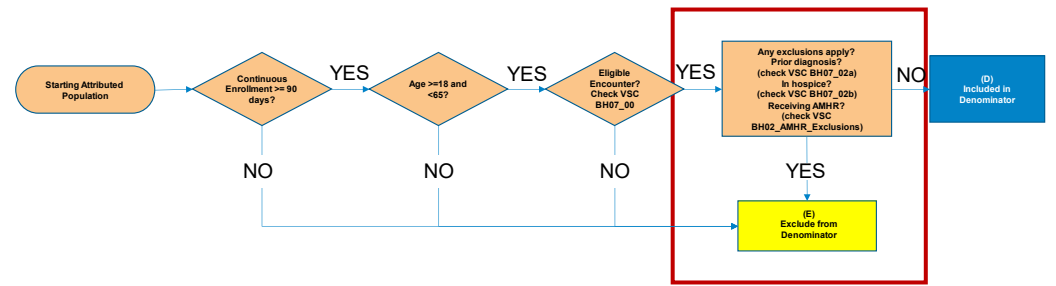 Starting Attributed
Population
Continuous
Enrollment >= 90
days?
YES
Age >=18 and
<65?
YES
Eligible
Encounter?
Check VSC
BH07_00
YES
Any exclusions apply?
Prior diagnosis?
(check VSC BH07_02a)
In hospice?
(check VSC BH07_02b)
Receiving AMHR?
(check VSC
BH02_AMHR_Exclusions)
NO
(D)
Included in
Denominator
NO
NO
NO
YES
(E)
Exclude from
Denominator